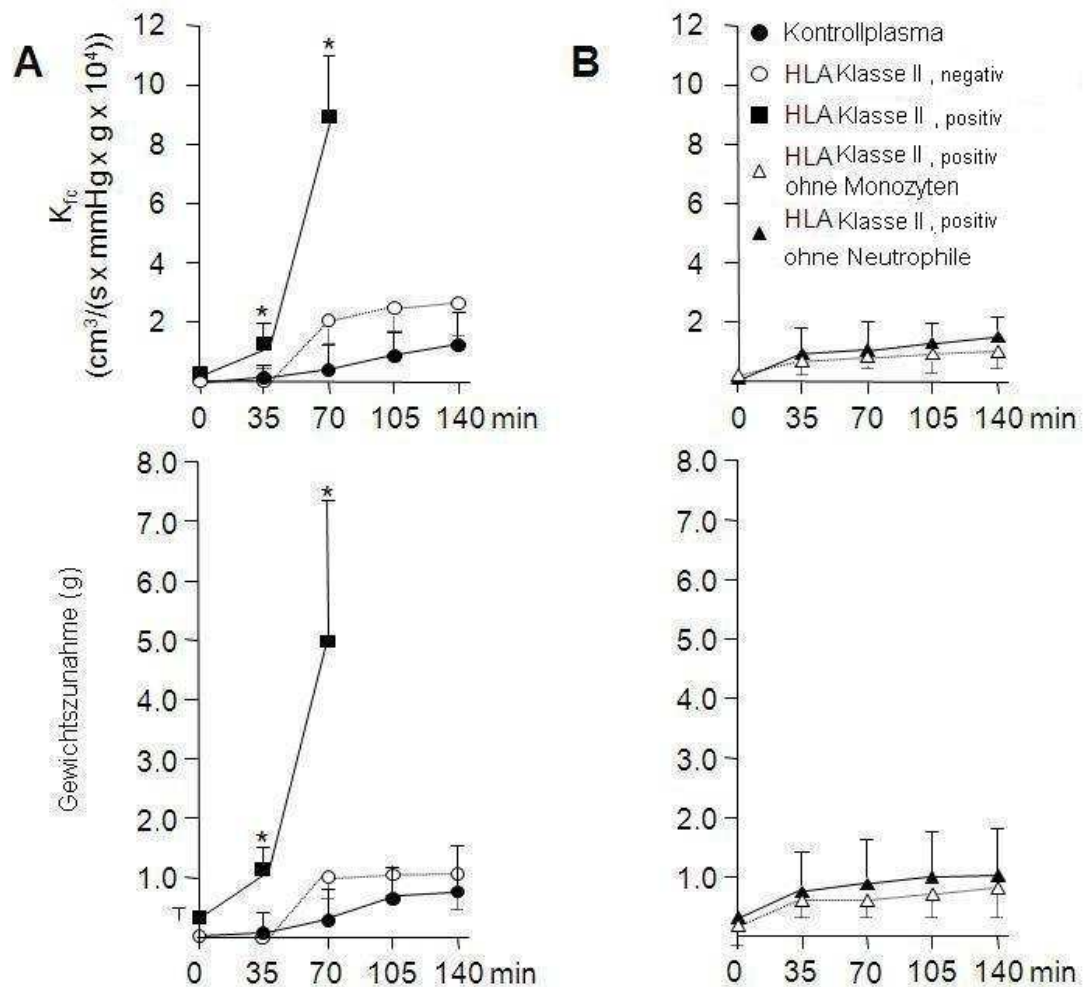 A
K fc
(cm³/(s x mmHg x g x 10⁴))
12
10
8
6
4
2
*
*
0 35 70 105 140 min
B
12
10
8
6
4
2
Kontrollplasma
HLA Klasse II , negativ
HLA Klasse II , positiv
HLA Klasse II , positiv
ohne Monozyten
HLA Klasse II , positiv
ohne Neutrophile
0 35 70 105 140 min
Gewichtszunahme (g)
8.0
7.0
6.0
5.0
4.0
3.0
2.0
1.0
*
*
0 35 70 105 140 min
8.0
7.0
6.0
5.0
4.0
3.0
2.0
1.0
0 35 70 105 140 min